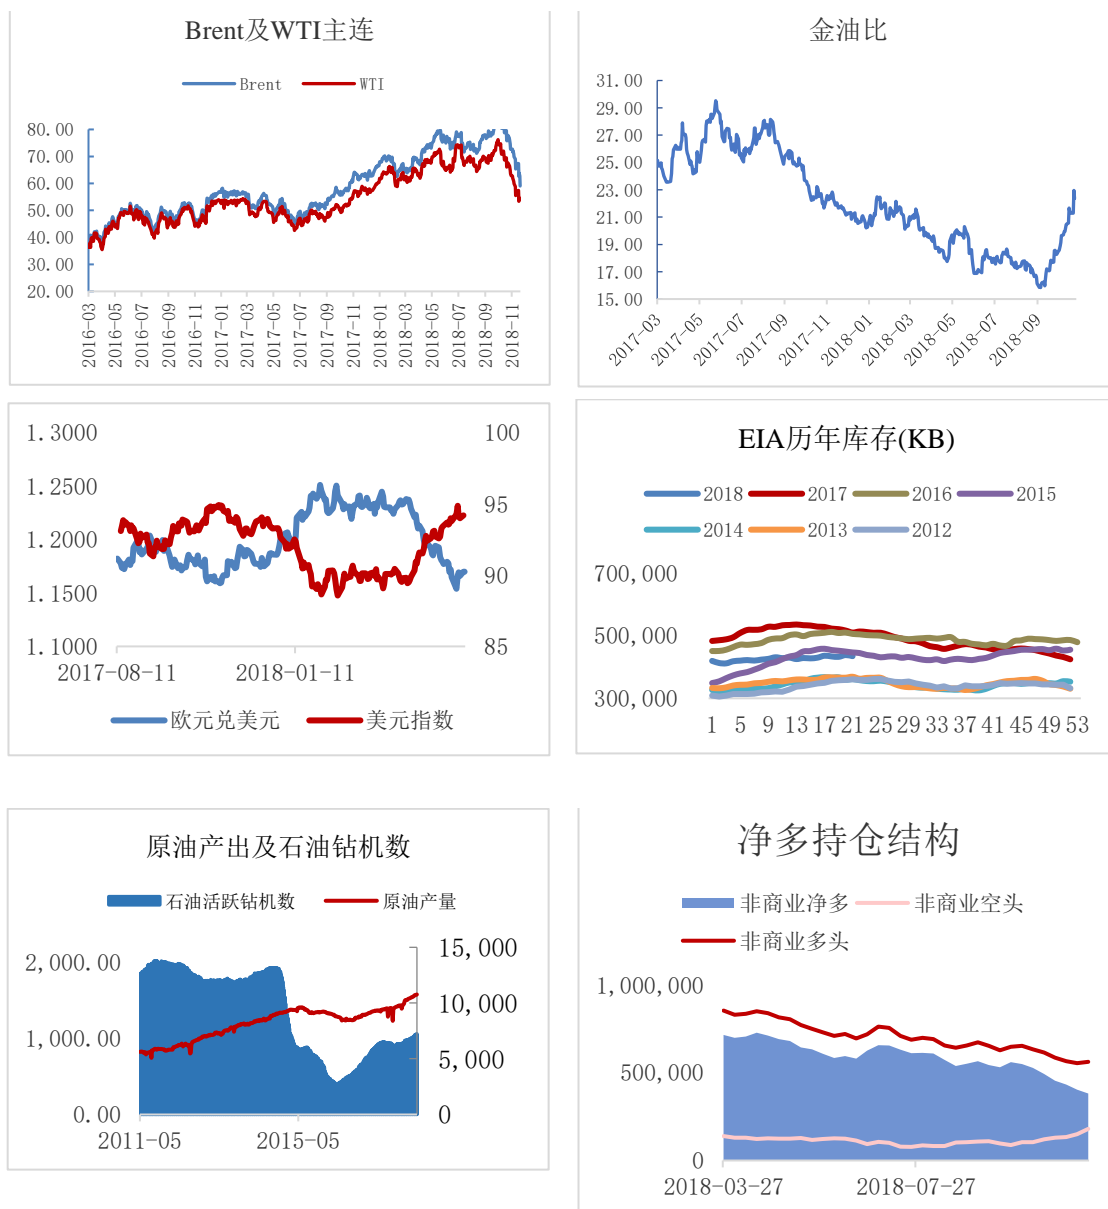 Brent及WTI主连
Brent WTI
80.00
70.00
60.00
50.00
40.00
30.00
20.00
2016-03 2016-05 2016-07 2016-09 2016-11 2017-01 2017-03 2017-05 2017-07 2017-09 2017-11 2018-01 2018-03 2018-05 2018-07 2018-09 2018-11
金油比
31.00
29.00
27.00
25.00
23.00
21.00
19.00
17.00
15.00
2017-03 2017-05 2017-07 2017-09 2017-11 2018-01 2018-03 2018-05 2018-07 2018-09
1.3000 100
1.2500 95
1.2000
1.1500 90
1.1000 85
2017-08-11 2018-01-11
欧元兑美元 美元指数
EIA历年库存(KB)
2018 2017 2016 2015
2014 2013 2012
700,000
500,000
300,000
1 5 9 13 17 21 25 29 33 37 41 45 49 53
原油产出及石油钻机数
石油活跃钻机数 原油产量
2,000.00 15,000
1,000.00 10,000
5,000
0.00 0
2011-05 2015-05
净多持仓结构
非商业净多 非商业空头
非商业多头
1,000,000
500,000
0
2018-03-27 2018-07-27